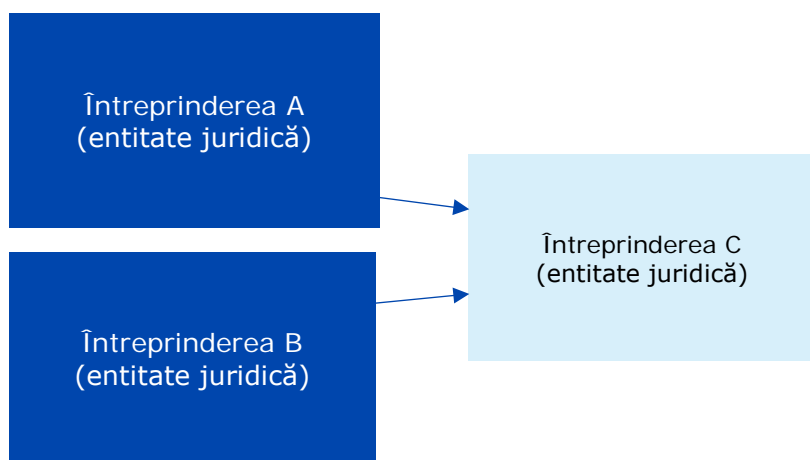 Întreprinderea A
(entitate juridică)
Întreprinderea C
(entitate juridică)
Întreprinderea B
(entitate juridică)